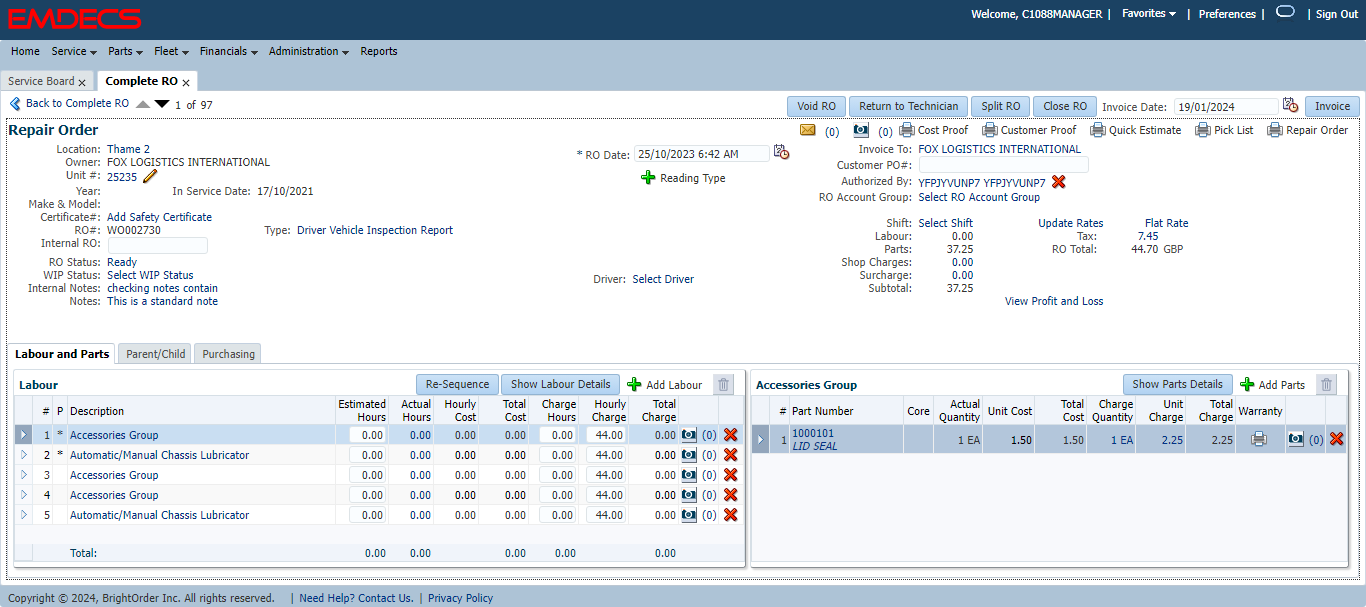 EMDECS
Welcome, C1088MANAGER | Favorites | Preferences | | Sign Out
Home Service Parts Fleet Financials Administration Reports
Service Board x Complete RO x
Back to Complete RO 1 of 97 Void RO Return to Technician Split RO Close RO Invoice Date: 19/01/2024 Invoice
Repair Order (0) (0) Cost Proof Customer Proof Quick Estimate Pick List Repair Order
Location: Thame 2
Owner: FOX LOGISTICS INTERNATIONAL
Unit #: 25235
Year: In Service Date: 17/10/2021
Make & Model:
Certificate#: Add Safety Certificate
RO#: WO002730 Type: Driver Vehicle Inspection Report
Internal RO:
RO Status: Ready
WIP Status: Select WIP Status
Internal Notes: checking notes contain
Notes: This is a standard note
* RO Date: 25/10/2023 6:42 AM
Reading Type
Driver: Select Driver
Invoice To: FOX LOGISTICS INTERNATIONAL
Customer PO#:
Authorized By: YFPJYVUNP7 YFPJYVUNP7
RO Account Group: Select RO Account Group
Shift: Select Shift Update Rates Flat Rate
Labour: 0.00 Tax: 7.45
Parts: 37.25 RO Total: 44.70 GBP
Shop Charges: 0.00
Surcharge: 0.00
Subtotal: 37.25
View Profit and Loss
Labour and Parts Parent/Child Purchasing
Labour Re-Sequence Show Labour Details Add Labour
# P Description Estimated Hours Actual Hours Hourly Cost Total Cost Charge Hours Hourly Charge Total Charge
1 * Accessories Group 0.00 0.00 0.00 0.00 0.00 44.00 0.00 (0)
2 * Automatic/Manual Chassis Lubricator 0.00 0.00 0.00 0.00 0.00 44.00 0.00 (0)
3 Accessories Group 0.00 0.00 0.00 0.00 0.00 44.00 0.00 (0)
4 Accessories Group 0.00 0.00 0.00 0.00 0.00 44.00 0.00 (0)
5 Automatic/Manual Chassis Lubricator 0.00 0.00 0.00 0.00 0.00 44.00 0.00 (0)
Total: 0.00 0.00 0.00 0.00 0.00
Accessories Group Show Parts Details Add Parts
# Part Number Core Actual Quantity Unit Cost Total Cost Charge Quantity Unit Charge Total Charge Warranty
1 1000101 1 EA 1.50 1.50 1 EA 2.25 2.25 (0)
LID SEAL
Copyright © 2024, BrightOrder Inc. All rights reserved. | Need Help? Contact Us. | Privacy Policy